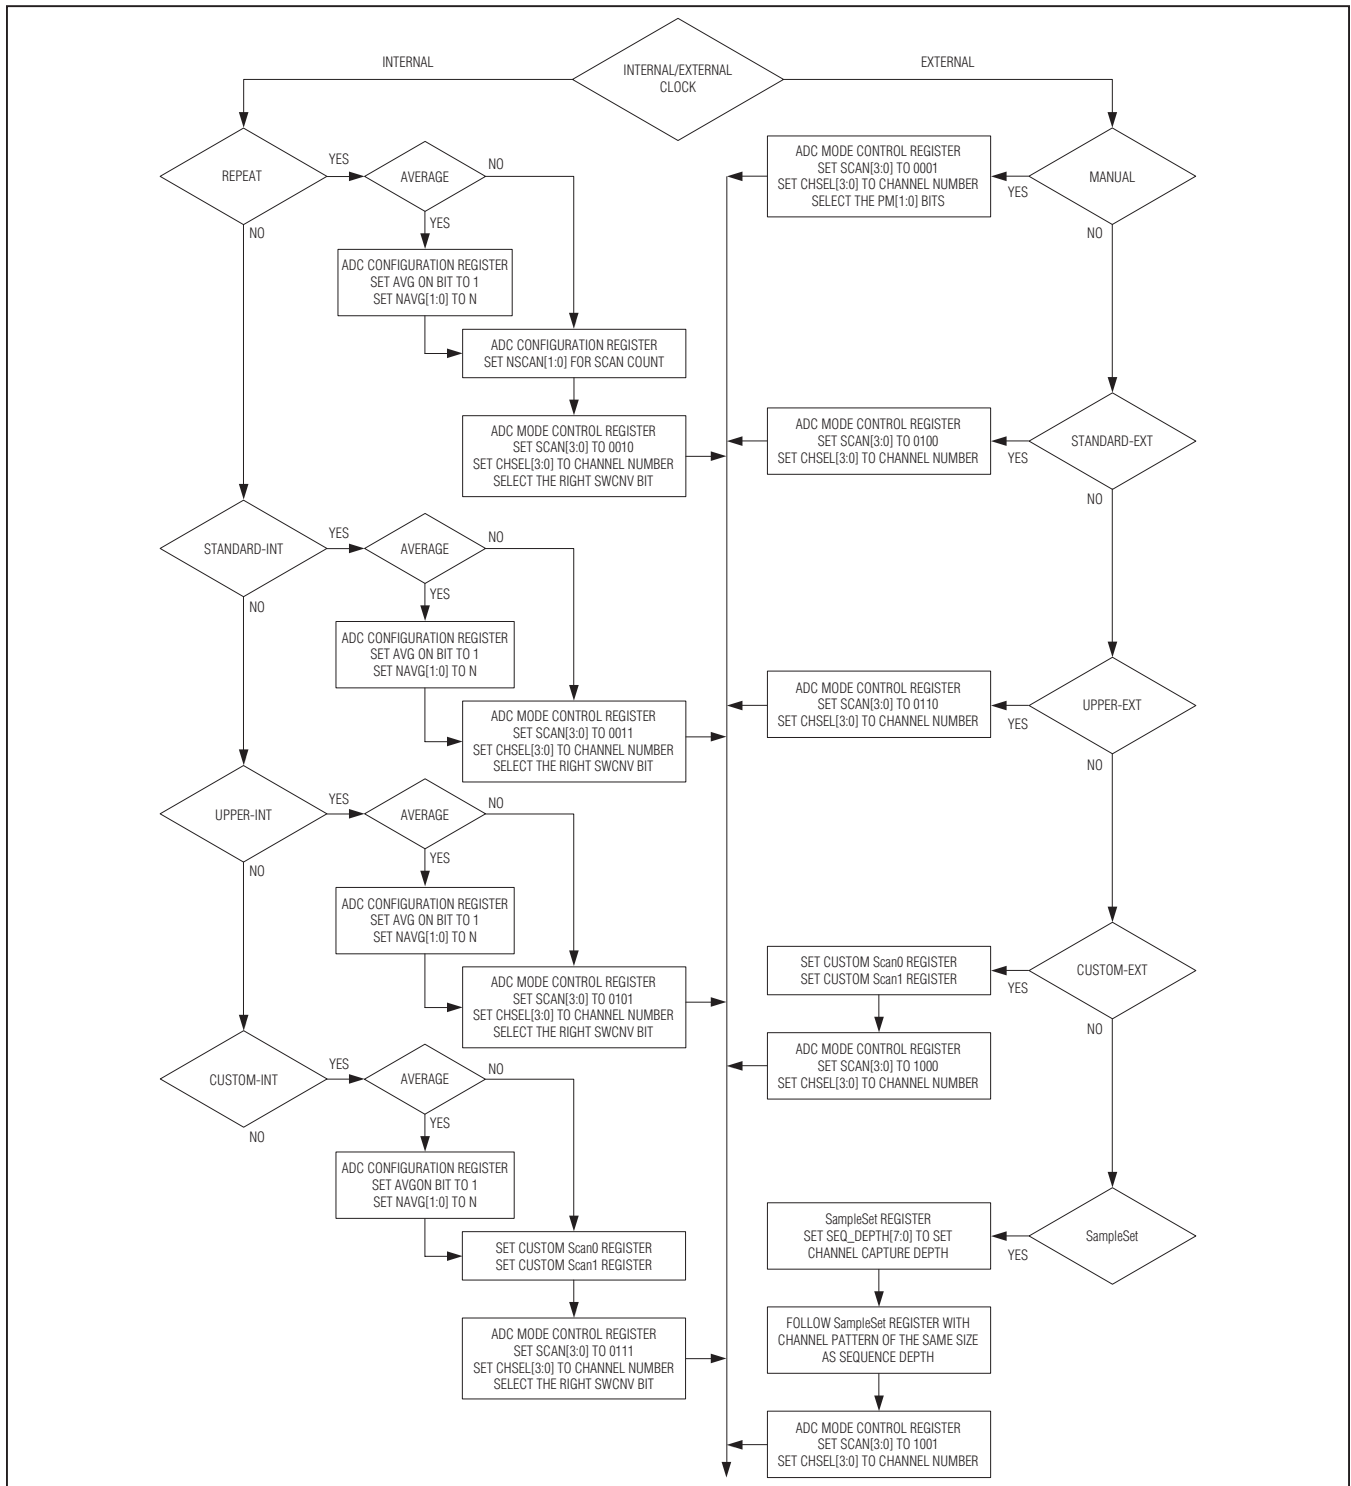 INTERNAL
INTERNAL/EXTERNAL
CLOCK
EXTERNAL
REPEAT
YES
AVERAGE
NO
YES
NO
ADC CONFIGURATION REGISTER
SET AVG ON BIT TO 1
SET NAVG[1:0] TO N
ADC CONFIGURATION REGISTER
SET NSCAN[1:0] FOR SCAN COUNT
ADC MODE CONTROL REGISTER
SET SCAN[3:0] TO 0010
SET CHSEL[3:0] TO CHANNEL NUMBER
SELECT THE RIGHT SWCNV BIT
STANDARD-INT
YES
AVERAGE
NO
YES
NO
ADC CONFIGURATION REGISTER
SET AVG ON BIT TO 1
SET NAVG[1:0] TO N
ADC MODE CONTROL REGISTER
SET SCAN[3:0] TO 0011
SET CHSEL[3:0] TO CHANNEL NUMBER
SELECT THE RIGHT SWCNV BIT
UPPER-INT
YES
AVERAGE
NO
YES
NO
ADC CONFIGURATION REGISTER
SET AVG ON BIT TO 1
SET NAVG[1:0] TO N
ADC MODE CONTROL REGISTER
SET SCAN[3:0] TO 0101
SET CHSEL[3:0] TO CHANNEL NUMBER
SELECT THE RIGHT SWCNV BIT
CUSTOM-INT
YES
AVERAGE
NO
YES
NO
ADC CONFIGURATION REGISTER
SET AVGON BIT TO 1
SET NAVG[1:0] TO N
SET CUSTOM Scan0 REGISTER
SET CUSTOM Scan1 REGISTER
ADC MODE CONTROL REGISTER
SET SCAN[3:0] TO 0111
SET CHSEL[3:0] TO CHANNEL NUMBER
SELECT THE RIGHT SWCNV BIT
ADC MODE CONTROL REGISTER
SET SCAN[3:0] TO 0001
SET CHSEL[3:0] TO CHANNEL NUMBER
SELECT THE PM[1:0] BITS
YES
MANUAL
NO
ADC MODE CONTROL REGISTER
SET SCAN[3:0] TO 0100
SET CHSEL[3:0] TO CHANNEL NUMBER
YES
STANDARD-EXT
NO
ADC MODE CONTROL REGISTER
SET SCAN[3:0] TO 0110
SET CHSEL[3:0] TO CHANNEL NUMBER
YES
UPPER-EXT
NO
SET CUSTOM Scan0 REGISTER
SET CUSTOM Scan1 REGISTER
YES
CUSTOM-EXT
NO
ADC MODE CONTROL REGISTER
SET SCAN[3:0] TO 1000
SET CHSEL[3:0] TO CHANNEL NUMBER
SampleSet REGISTER
SET SEQ_DEPTH[7:0] TO SET
CHANNEL CAPTURE DEPTH
YES
SampleSet
FOLLOW SampleSet REGISTER WITH
CHANNEL PATTERN OF THE SAME SIZE
AS SEQUENCE DEPTH
ADC MODE CONTROL REGISTER
SET SCAN[3:0] TO 1001
SET CHSEL[3:0] TO CHANNEL NUMBER